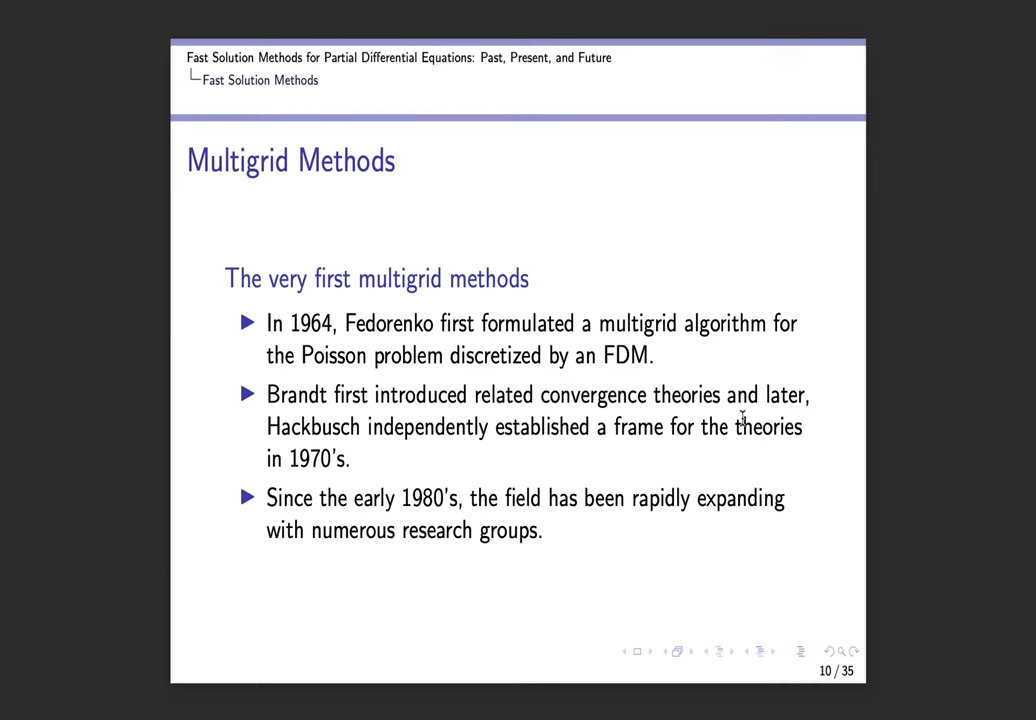 Fast Solution Methods for Partial Differential Equations: Past, Present, and Future
Fast Solution Methods
Multigrid Methods
The very first multigrid methods
In 1964, Fedorenko first formulated a multigrid algorithm for
the Poisson problem discretized by an FDM.
Brandt first introduced related convergence theories and later,
Hackbusch independently established a frame for the theories
in 1970's.
Since the early 1980's, the field has been rapidly expanding
with numerous research groups.
10 / 35